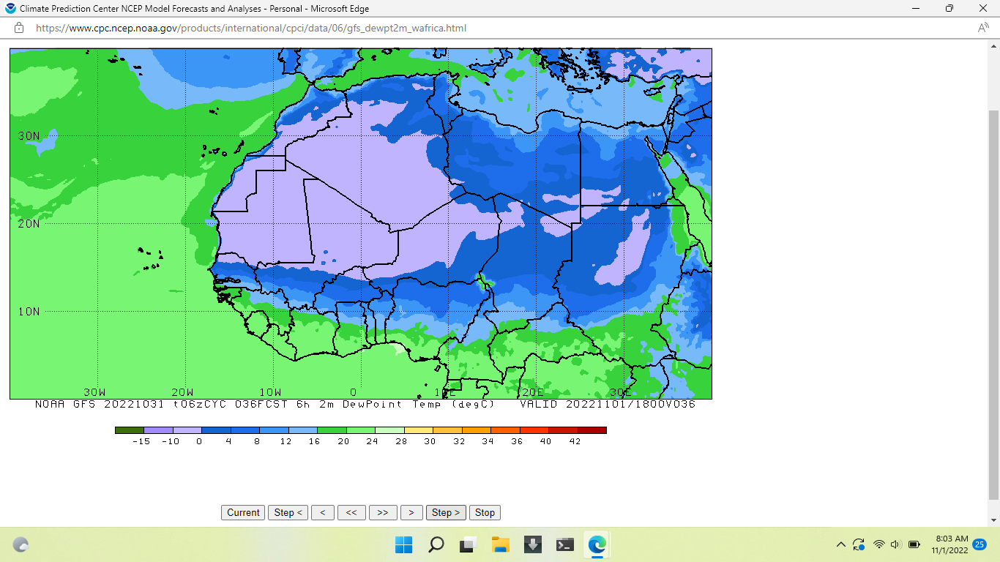 Climate Prediction Center NCEP Model Forecasts and Analyses - Personal - Microsoft Edge
https://www.cpc.ncep.noaa.gov/products/international/cpci/data/06/gfs_dewpt2m_wafrica.html
30N
20N
10N
30W 20W 10W 0 10E 20E 30E
NOAA GFS 20221031 t06zCYC 036FCST 6h 2m DewPoint Temp (degC) VALID 20221101/1800V036
-15 -10 0 4 8 12 16 20 24 28 30 32 34 36 40 42
Current Step < < << >> > Step > Stop
8:03 AM
11/1/2022
25